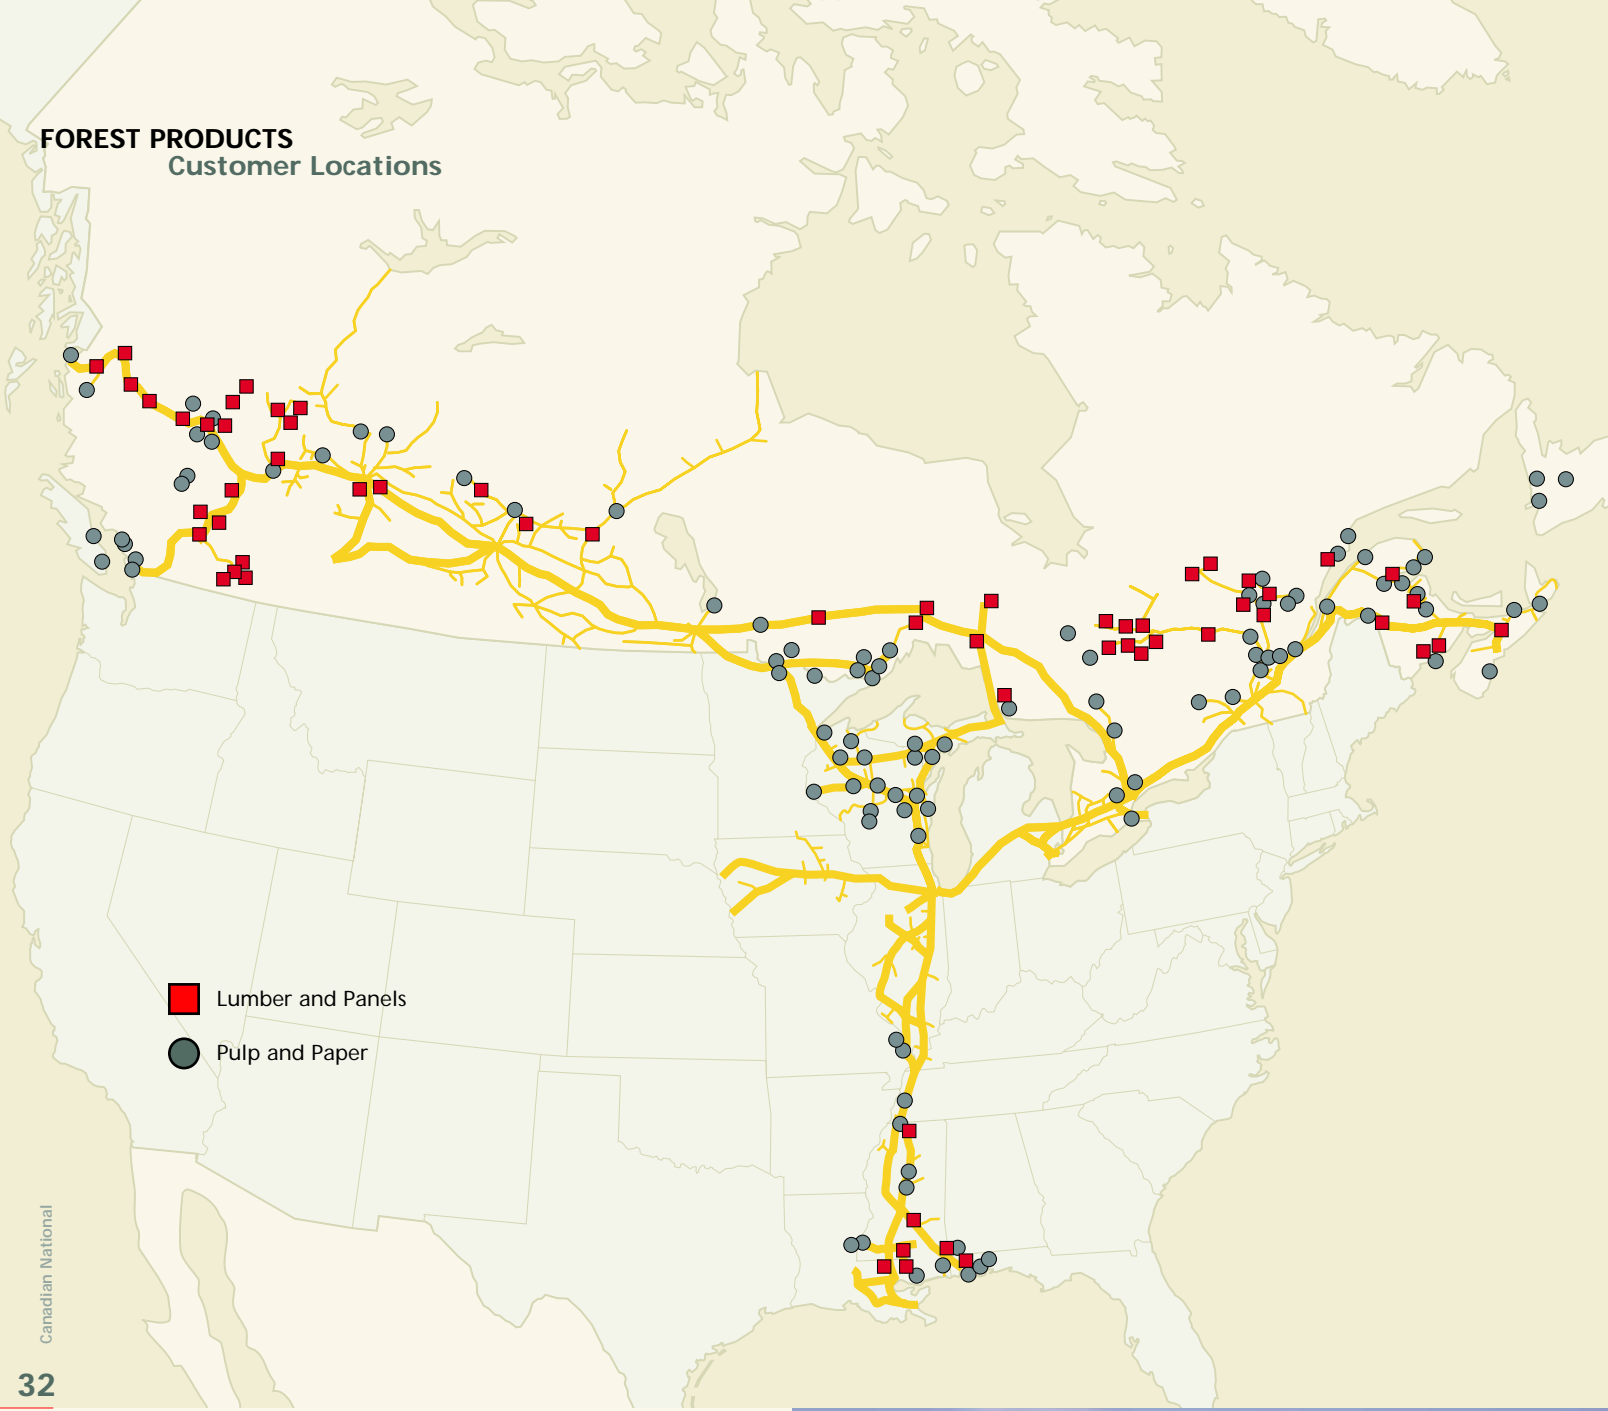 FOREST PRODUCTS
Customer Locations
Lumber and Panels
Pulp and Paper
Canadian National
32